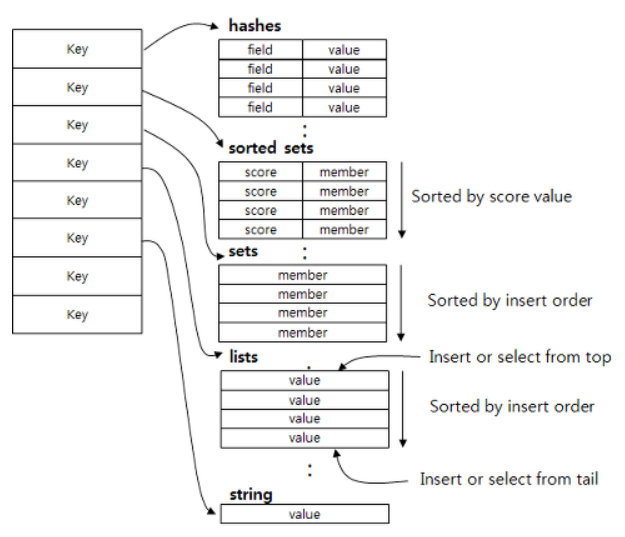 Key
Key
Key
Key
Key
Key
Key
Key
hashes
field value
field value
field value
field value
:
sorted sets
score member
score member
score member
score member
Sorted by score value
:
sets
member
member
member
member
Sorted by insert order
lists
Insert or select from top
value
value
value
value
Sorted by insert order
:
Insert or select from tail
string
value